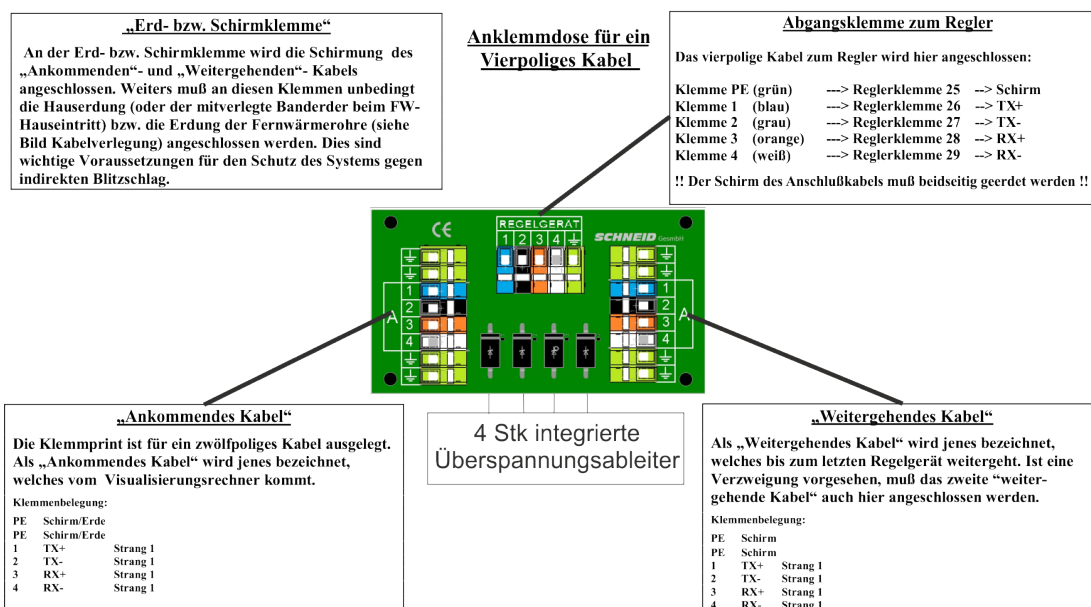 „Erd- bzw. Schirmklemme“
An der Erd- bzw. Schirmklemme wird die Schirmung des
„Ankommenden“- und „Weitergehenden“- Kabels
angeschlossen. Weiters muß an diesen Klemmen unbedingt
die Hauserdung (oder der mitverlegte Banderder beim FW-
Hauseintritt) bzw. die Erdung der Fernwärmerohre (siehe
Bild Kabelverlegung) angeschlossen werden. Dies sind
wichtige Voraussetzungen für den Schutz des Systems gegen
indirekten Blitzschlag.
Anklemmdose für ein
Vierpoliges Kabel
Abgangsklemme zum Regler
Das vierpolige Kabel zum Regler wird hier angeschlossen:
Klemme PE (grün) ---> Reglerklemme 25 --> Schirm
Klemme 1 (blau) ---> Reglerklemme 26 --> TX+
Klemme 2 (grau) ---> Reglerklemme 27 --> TX-
Klemme 3 (orange) ---> Reglerklemme 28 --> RX+
Klemme 4 (weiß) ---> Reglerklemme 29 --> RX-
!! Der Schirm des Anschlußkabels muß beidseitig geerdet werden !!
CE
REGELGERÄT
1 2 3 4
SCHNEID GesmbH
A
1
2
3
4
1
2
3
4
A
4 Stk integrierte
Überspannungsableiter
„Ankommendes Kabel“
Die Klemmprint ist für ein zwölfpoliges Kabel ausgelegt.
Als „Ankommendes Kabel“ wird jenes bezeichnet,
welches vom Visualisierungsrechner kommt.
Klemmenbelegung:
PE Schirm/Erde
PE Schirm/Erde
1 TX+ Strang 1
2 TX- Strang 1
3 RX+ Strang 1
4 RX- Strang 1
„Weitergehendes Kabel“
Als „Weitergehendes Kabel“ wird jenes bezeichnet,
welches bis zum letzten Regelgerät weitergeht. Ist eine
Verzweigung vorgesehen, muß das zweite “weiter-
gehende Kabel“ auch hier angeschlossen werden.
Klemmenbelegung:
PE Schirm
PE Schirm
1 TX+ Strang 1
2 TX- Strang 1
3 RX+ Strang 1
4 RX- Strang 1